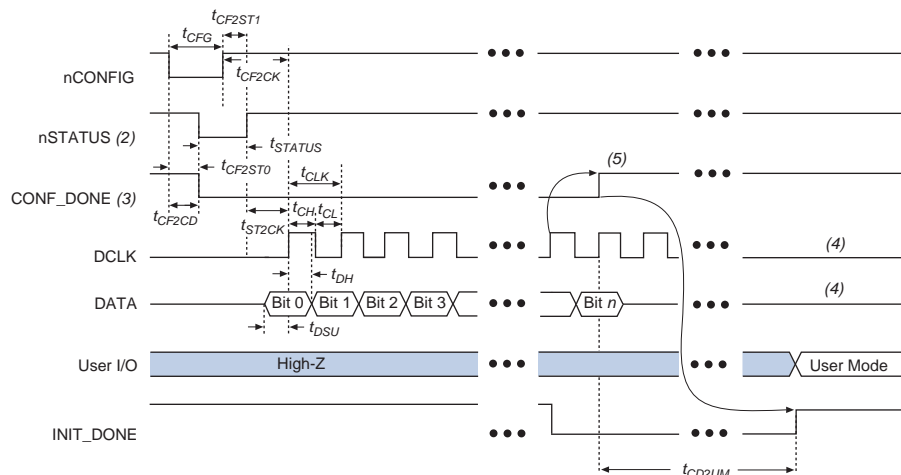 tCF2ST1
tCFG
nCONFIG
tCF2CK
nSTATUS (2)
tSTATUS
tCF2ST0
(5)
(4)
tCLK
CONF_DONE (3)
tCF2CD
tST2CK
tCH
tCL
DCLK
(4)
tDH
DATA
Bit 0
Bit 1
Bit 2
Bit 3
Bit n
(4)
tDSU
User I/O
High-Z
User Mode
INIT_DONE
tCD2UM